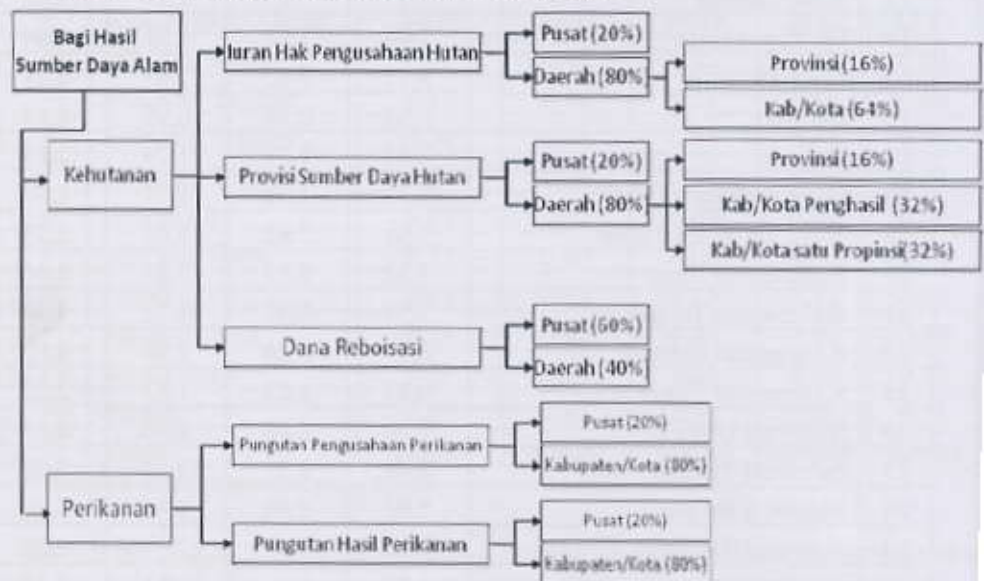 Bagi Hasil
Sumber Daya Alam
Kehutanan
Iuran Hak Pengusahaan Hutan
Pusat (20%)
Daerah (80%
Provinsi (16%)
Kab/Kota (64%)
Provisi Sumber Daya Hutan
Pusat (20%)
Daerah (80%
Provinsi (16%)
Kab/Kota Penghasil (32%)
Kab/Kota satu Propinsi(32%)
Dana Reboisasi
Pusat (60%)
Daerah (40%
Perikanan
Pungutan Pengusahaan Perikanan
Pusat (20%)
Kabupaten/Kota (80%)
Pungutan Hasil Perikanan
Pusat (20%)
Kabupaten/Kota (80%)